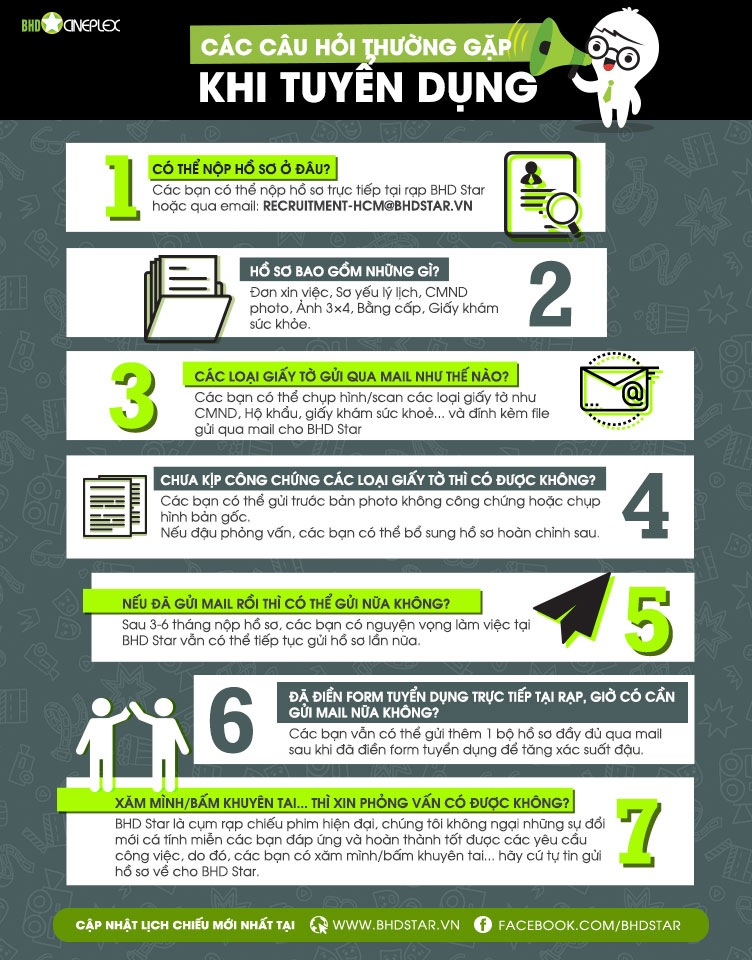 BHD CINEPLEX
CÁC CÂU HỎI THƯỜNG GẶP
KHI TUYỂN DỤNG
1
CÓ THỂ NỘP HỒ SƠ Ở ĐÂU?
Các bạn có thể nộp hồ sơ trực tiếp tại rạp BHD Star
hoặc qua email: RECRUITMENT-HCM@BHDSTAR.VN
HỒ SƠ BAO GỒM NHỮNG GÌ?
Đơn xin việc, Sơ yếu lý lịch, CMND
photo, Ảnh 3×4, Bằng cấp, Giấy khám
sức khỏe.
2
3
CÁC LOẠI GIẤY TỜ GỬI QUA MAIL NHƯ THẾ NÀO?
Các bạn có thể chụp hình/scan các loại giấy tờ như
CMND, Hộ khẩu, giấy khám sức khoẻ... và đính kèm file
gửi qua mail cho BHD Star
@
CHƯA KỊP CÔNG CHỨNG CÁC LOẠI GIẤY TỜ THÌ CÓ ĐƯỢC KHÔNG?
Các bạn có thể gửi trước bản photo không công chứng hoặc chụp
hình bản gốc.
Nếu đậu phỏng vấn, các bạn có thể bổ sung hồ sơ hoàn chỉnh sau.
4
NẾU ĐÃ GỬI MAIL RỒI THÌ CÓ THỂ GỬI NỮA KHÔNG?
Sau 3-6 tháng nộp hồ sơ, các bạn có nguyện vọng làm việc tại
BHD Star vẫn có thể tiếp tục gửi hồ sơ lần nữa.
5
6
ĐÃ ĐIỀN FORM TUYỂN DỤNG TRỰC TIẾP TẠI RẠP, GIỜ CÓ CẦN
GỬI MAIL NỮA KHÔNG?
Các bạn vẫn có thể gửi thêm 1 bộ hồ sơ đầy đủ qua mail
sau khi đã điền form tuyển dụng để tăng xác suất đậu.
XĂM MÌNH/BẤM KHUYÊN TAI... THÌ XIN PHỎNG VẤN CÓ ĐƯỢC KHÔNG?
BHD Star là cụm rạp chiếu phim hiện đại, chúng tôi không ngại những sự đổi
mới cá tính miễn các bạn đáp ứng và hoàn thành tốt được các yêu cầu
công việc, do đó, các bạn có xăm mình/bấm khuyên tai... hãy cứ tự tin gửi
hồ sơ về cho BHD Star.
7
CẬP NHẬT LỊCH CHIẾU MỚI NHẤT TẠI WWW.BHDSTAR.VN FACEBOOK.COM/BHDSTAR